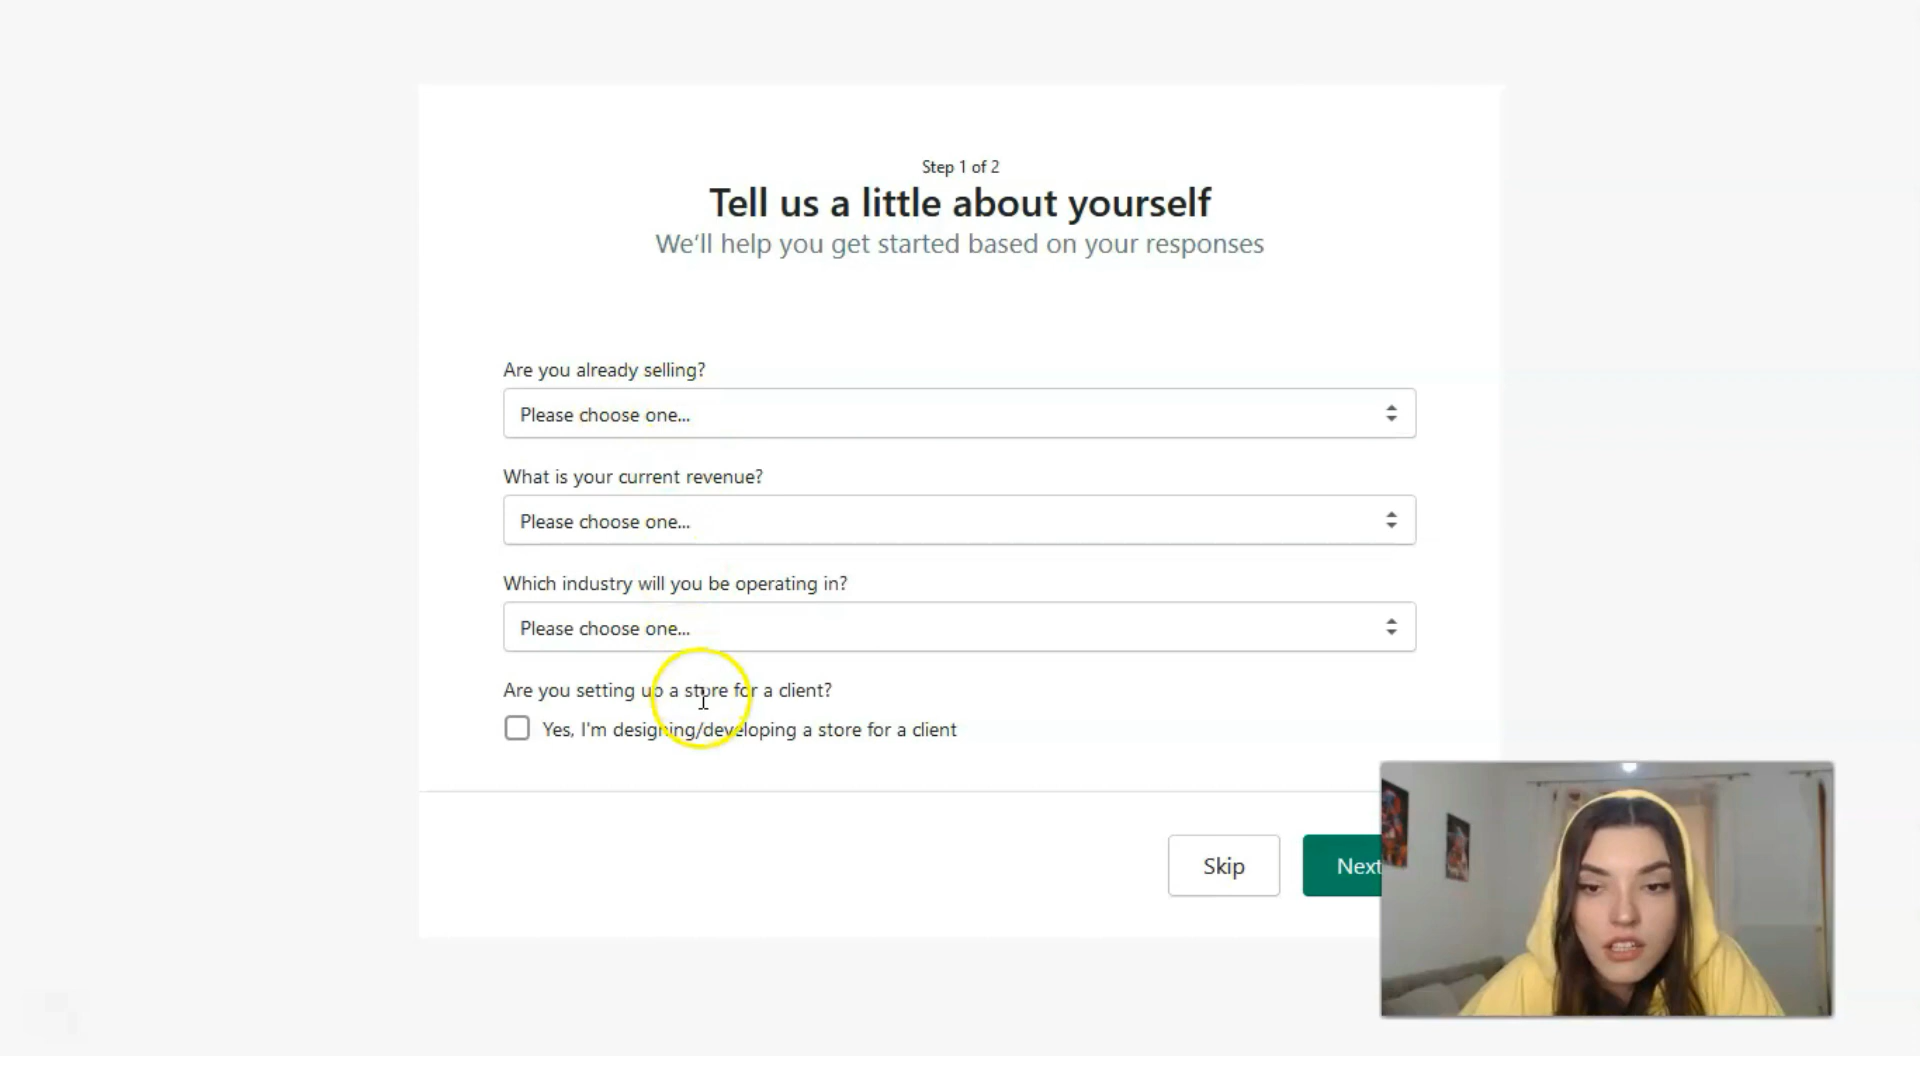 Step 1 of 2
Tell us a little about yourself
We'll help you get started based on your responses
Are you already selling?
Please choose one...
What is your current revenue?
Please choose one...
Which industry will you be operating in?
Please choose one...
Are you setting up a store for a client?
Yes, I'm designing/developing a store for a client
Skip
Next